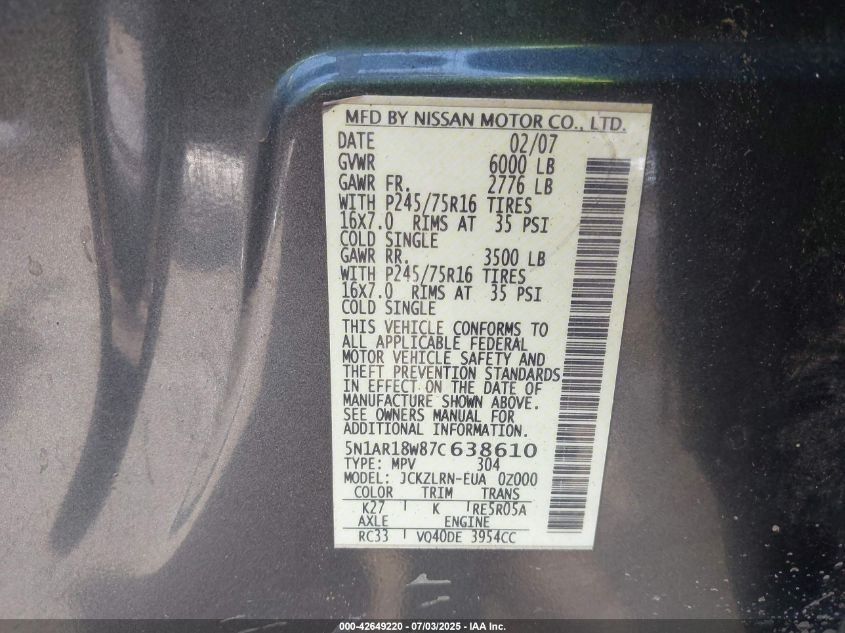 MFD BY NISSAN MOTOR CO., LTD.
DATE 02/07
GVWR 6000 LB
GAWR FR. 2776 LB
WITH P245/75R16 TIRES
16X7.0 RIMS AT 35 PSI
COLD SINGLE
GAWR RR. 3500 LB
WITH P245/75R16 TIRES
16X7.0 RIMS AT 35 PSI
COLD SINGLE
THIS VEHICLE CONFORMS TO
ALL APPLICABLE FEDERAL
MOTOR VEHICLE SAFETY AND
THEFT PREVENTION STANDARDS
IN EFFECT ON THE DATE OF
MANUFACTURE SHOWN ABOVE.
SEE OWNERS MANUAL FOR
ADDITIONAL INFORMATION.
5N1AR18W87C638610
TYPE: MPV 304
MODEL: JCKZLRN-EUA 0Z000
COLOR TRIM TRANS
K27 K RE5R05A
AXLE ENGINE
RC33 VQ40DE 3954CC
000-42649220 - 07/03/2025 - IAA Inc.